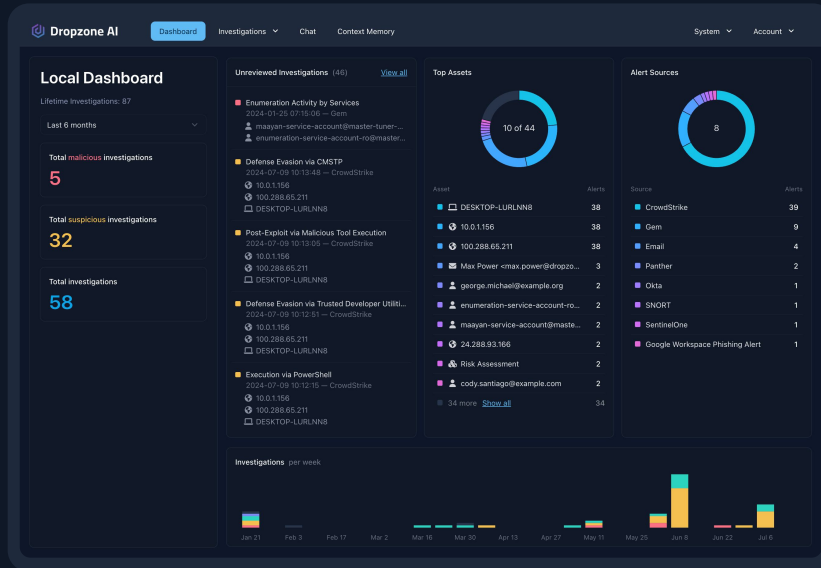 Dropzone AI
Dashboard
Investigations
Chat
Context Memory
System
Account
Local Dashboard
Lifetime Investigations: 87
Last 6 months
Total malicious investigations
5
Total suspicious investigations
32
Total investigations
58
Unreviewed Investigations (46)
View all
Enumeration Activity by Services
2024-01-25 07:15:06 — Gem
maayan-service-account@master-tuner-...
enumeration-service-account-ro@master...
Defense Evasion via CMSTP
2024-07-09 10:13:48 — CrowdStrike
10.0.1.156
100.288.65.211
DESKTOP-LURLNN8
Post-Exploit via Malicious Tool Execution
2024-07-09 10:13:05 — CrowdStrike
10.0.1.156
100.288.65.211
DESKTOP-LURLNN8
Defense Evasion via Trusted Developer Utiliti...
2024-07-09 10:12:51 — CrowdStrike
10.0.1.156
100.288.65.211
DESKTOP-LURLNN8
Execution via PowerShell
2024-07-09 10:12:15 — CrowdStrike
10.0.1.156
100.288.65.211
DESKTOP-LURLNN8
Top Assets
10 of 44
Asset Alerts
DESKTOP-LURLNN8 38
10.0.1.156 38
100.288.65.211 38
Max Power <max.power@dropzo... 3
george.michael@example.org 2
enumeration-service-account-ro... 2
maayan-service-account@maste... 2
24.288.93.166 2
Risk Assessment 2
cody.santiago@example.com 2
34 more Show all 34
Alert Sources
8
Source Alerts
CrowdStrike 39
Gem 9
Email 4
Panther 2
Okta 1
SNORT 1
SentinelOne 1
Google Workspace Phishing Alert 1
Investigations per week
Jan 21 Feb 3 Feb 17 Mar 2 Mar 16 Mar 30 Apr 13 Apr 27 May 11 May 25 Jun 8 Jun 22 Jul 6